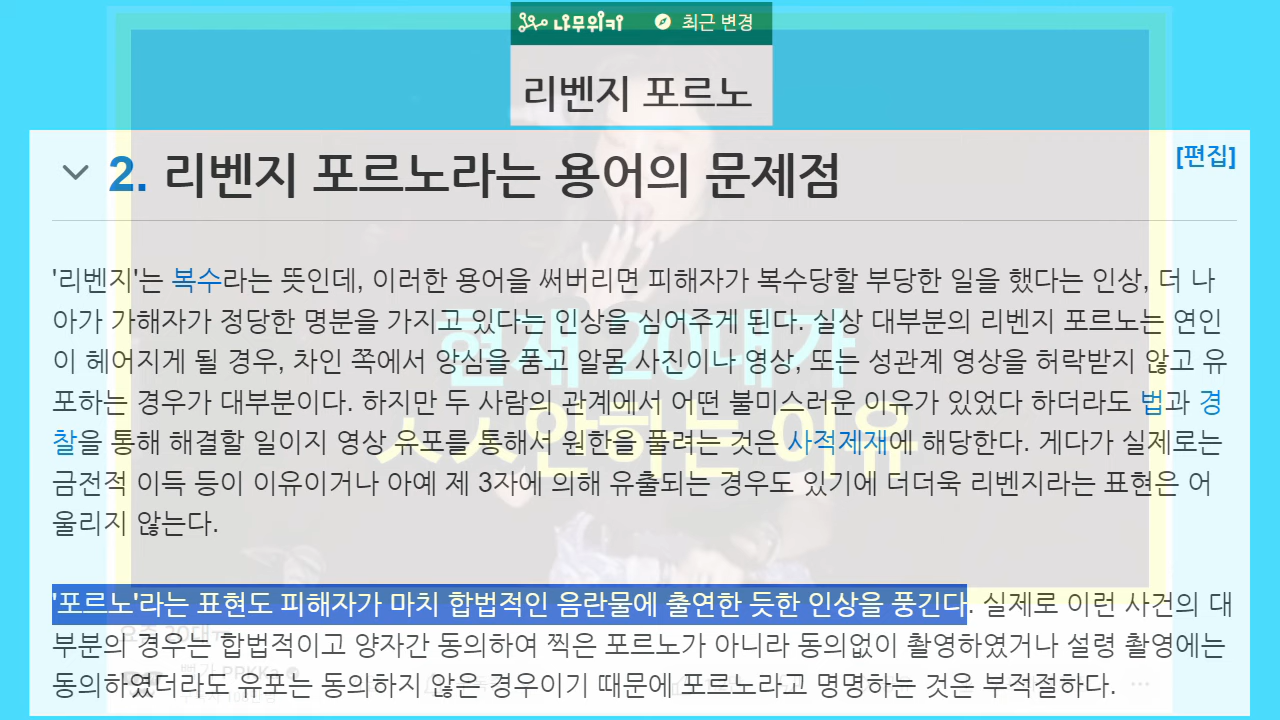 나무위키 최근 변경
리벤지 포르노
2. 리벤지 포르노라는 용어의 문제점
[편집]
'리벤지'는 복수라는 뜻인데, 이러한 용어을 써버리면 피해자가 복수당할 부당한 일을 했다는 인상, 더 나
아가 가해자가 정당한 명분을 가지고 있다는 인상을 심어주게 된다. 실상 대부분의 리벤지 포르노는 연인
이 헤어지게 될 경우, 차인 쪽에서 앙심을 품고 알몸 사진이나 영상, 또는 성관계 영상을 허락받지 않고 유
포하는 경우가 대부분이다. 하지만 두 사람의 관계에서 어떤 불미스러운 이유가 있었다 하더라도 법과 경
찰을 통해 해결할 일이지 영상 유포를 통해서 원한을 풀려는 것은 사적제재에 해당한다. 게다가 실제로는
금전적 이득 등이 이유이거나 아예 제 3자에 의해 유출되는 경우도 있기에 더더욱 리벤지라는 표현은 어
울리지 않는다.
현재 20대가
ㅅㅅ안하는 이유
'포르노'라는 표현도 피해자가 마치 합법적인 음란물에 출연한 듯한 인상을 풍긴다. 실제로 이런 사건의 대
부분의 경우는 합법적이고 양자간 동의하여 찍은 포르노가 아니라 동의없이 촬영하였거나 설령 촬영에는
동의하였더라도 유포는 동의하지 않은 경우이기 때문에 포르노라고 명명하는 것은 부적절하다.
뻑가 PPKKa